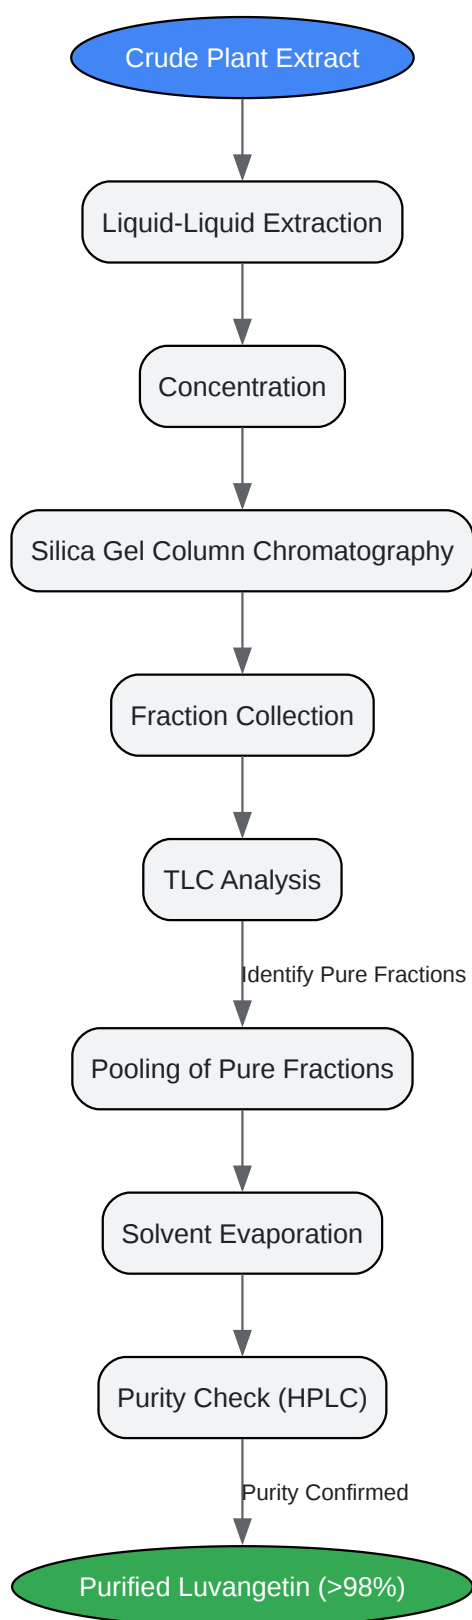 Crude Plant Extract
Liquid-Liquid Extraction
Concentration
Silica Gel Column Chromatography
Fraction Collection
TLC Analysis
Identify Pure Fractions
Pooling of Pure Fractions
Solvent Evaporation
Purity Check (HPLC)
Purity Confirmed
Purified Luvangetin (>98%)